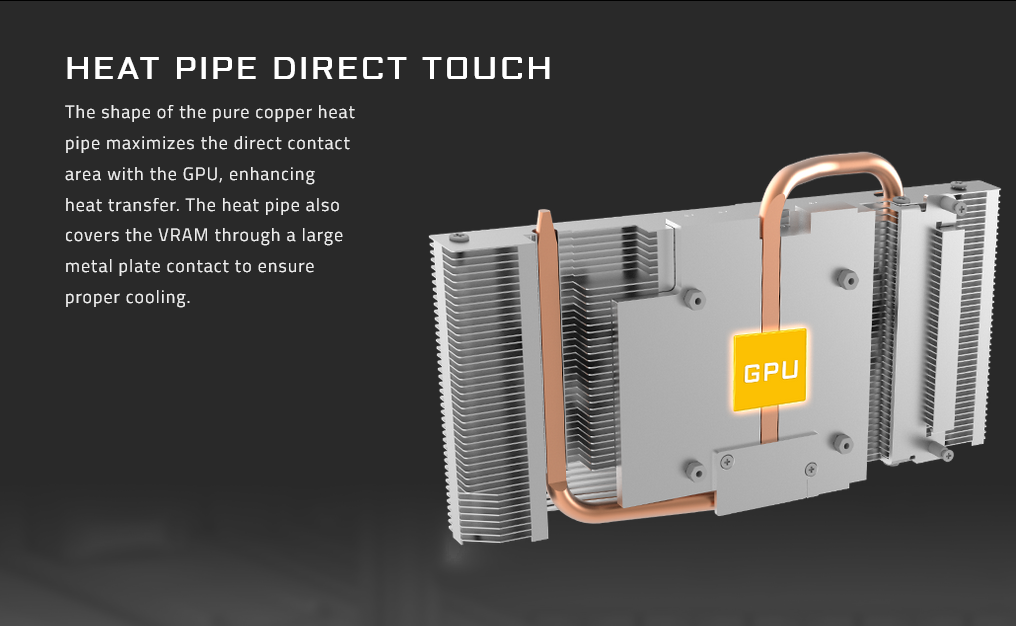 HEAT PIPE DIRECT TOUCH
The shape of the pure copper heat
pipe maximizes the direct contact
area with the GPU, enhancing
heat transfer. The heat pipe also
covers the VRAM through a large
metal plate contact to ensure
proper cooling.
GPU